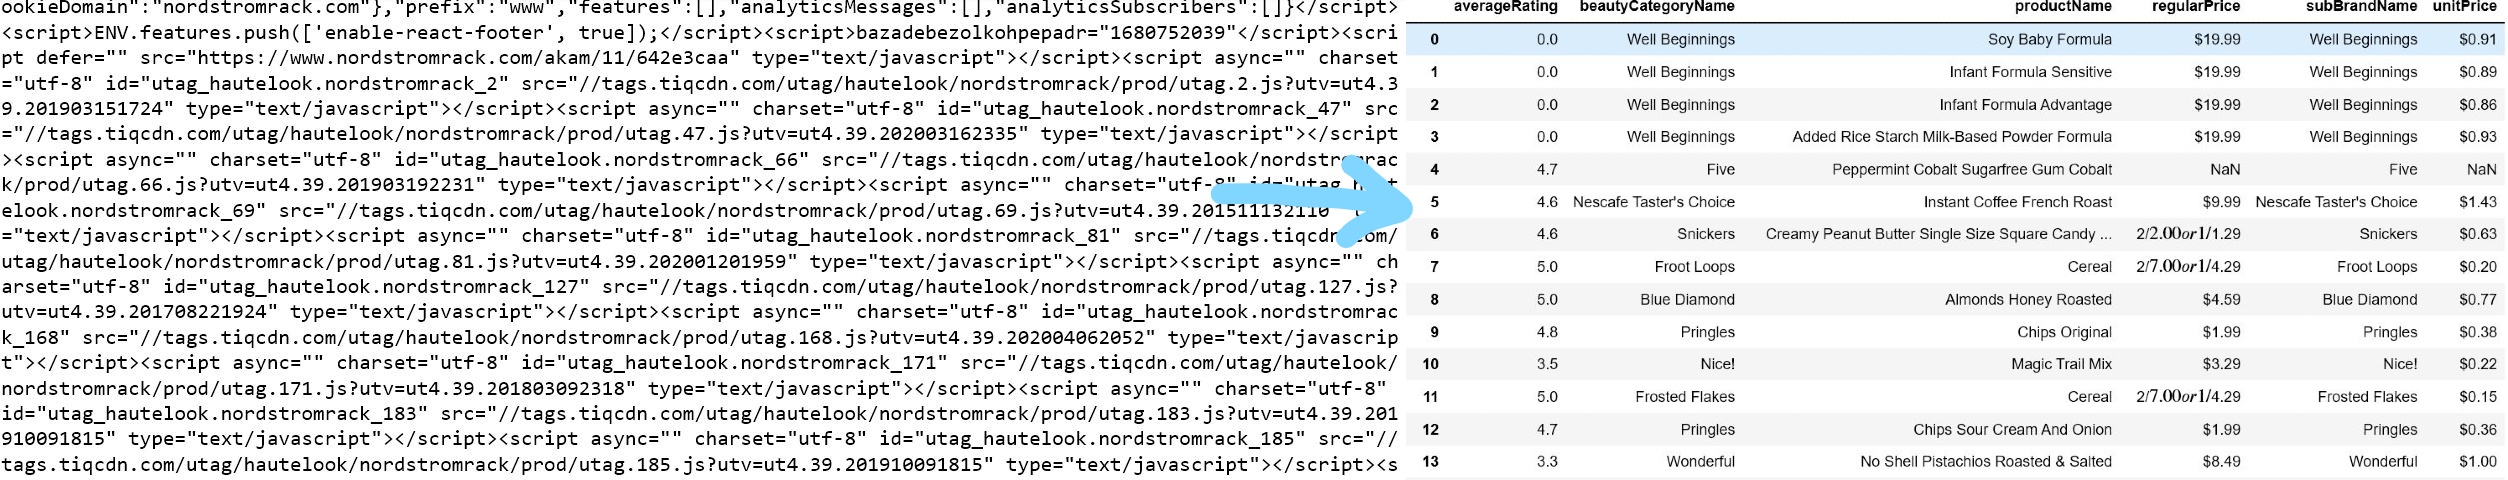 ookieDomain":"nordstromrack.com"},"prefix":"www","features":[],"analyticsMessages":[],"analyticsSubscribers":[]}</script>
<script>ENV.features.push(['enable-react-footer', true]);</script><script>bazadebezolkohpepadr="1680752039"</script><scri
pt defer="" src="https://www.nordstromrack.com/akam/11/642e3caa" type="text/javascript"></script><script async="" charset
="utf-8" id="utag_hautelook.nordstromrack_2" src="//tags.tiqcdn.com/utag/hautelook/nordstromrack/prod/utag.2.js?utv=ut4.3
9.201903151724" type="text/javascript"></script><script async="" charset="utf-8" id="utag_hautelook.nordstromrack_47" src
="//tags.tiqcdn.com/utag/hautelook/nordstromrack/prod/utag.47.js?utv=ut4.39.202003162335" type="text/javascript"></script
><script async="" charset="utf-8" id="utag_hautelook.nordstromrack_66" src="//tags.tiqcdn.com/utag/hautelook/nordstromrac
k/prod/utag.66.js?utv=ut4.39.201903192231" type="text/javascript"></script><script async="" charset="utf-8" id="utag_haut
elook.nordstromrack_69" src="//tags.tiqcdn.com/utag/hautelook/nordstromrack/prod/utag.69.js?utv=ut4.39.201511132110"
="text/javascript"></script><script async="" charset="utf-8" id="utag_hautelook.nordstromrack_81" src="//tags.tiqcdn.com/
utag/hautelook/nordstromrack/prod/utag.81.js?utv=ut4.39.202001201959" type="text/javascript"></script><script async="" ch
arset="utf-8" id="utag_hautelook.nordstromrack_127" src="//tags.tiqcdn.com/utag/hautelook/nordstromrack/prod/utag.127.js?
utv=ut4.39.201708221924" type="text/javascript"></script><script async="" charset="utf-8" id="utag_hautelook.nordstromrac
k_168" src="//tags.tiqcdn.com/utag/hautelook/nordstromrack/prod/utag.168.js?utv=ut4.39.202004062052" type="text/javascrip
t"></script><script async="" charset="utf-8" id="utag_hautelook.nordstromrack_171" src="//tags.tiqcdn.com/utag/hautelook/
nordstromrack/prod/utag.171.js?utv=ut4.39.201803092318" type="text/javascript"></script><script async="" charset="utf-8"
id="utag_hautelook.nordstromrack_183" src="//tags.tiqcdn.com/utag/hautelook/nordstromrack/prod/utag.183.js?utv=ut4.39.201
910091815" type="text/javascript"></script><script async="" charset="utf-8" id="utag_hautelook.nordstromrack_185" src="//
tags.tiqcdn.com/utag/hautelook/nordstromrack/prod/utag.185.js?utv=ut4.39.201910091815" type="text/javascript"></script><s
averageRating beautyCategoryName productName regularPrice subBrandName unitPrice
0 0.0 Well Beginnings Soy Baby Formula $19.99 Well Beginnings $0.91
1 0.0 Well Beginnings Infant Formula Sensitive $19.99 Well Beginnings $0.89
2 0.0 Well Beginnings Infant Formula Advantage $19.99 Well Beginnings $0.86
3 0.0 Well Beginnings Added Rice Starch Milk-Based Powder Formula $19.99 Well Beginnings $0.93
4 4.7 Five Peppermint Cobalt Sugarfree Gum Cobalt NaN Five NaN
5 4.6 Nescafe Taster's Choice Instant Coffee French Roast $9.99 Nescafe Taster's Choice $1.43
6 4.6 Snickers Creamy Peanut Butter Single Size Square Candy ... 2/2.00or1/1.29 Snickers $0.63
7 5.0 Froot Loops Cereal 2/7.00or1/4.29 Froot Loops $0.20
8 5.0 Blue Diamond Almonds Honey Roasted $4.59 Blue Diamond $0.77
9 4.8 Pringles Chips Original $1.99 Pringles $0.38
10 3.5 Nice! Magic Trail Mix $3.29 Nice! $0.22
11 5.0 Frosted Flakes Cereal 2/7.00or1/4.29 Frosted Flakes $0.15
12 4.7 Pringles Chips Sour Cream And Onion $1.99 Pringles $0.36
13 3.3 Wonderful No Shell Pistachios Roasted & Salted $8.49 Wonderful $1.00